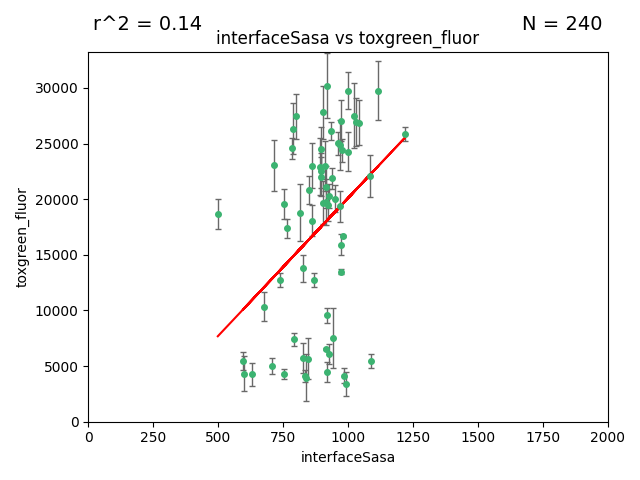 r^2 = 0.14
N = 240
interfaceSasa vs toxgreen_fluor
30000
25000
20000
15000
10000
5000
0
toxgreen_fluor
0 250 500 750 1000 1250 1500 1750 2000
interfaceSasa